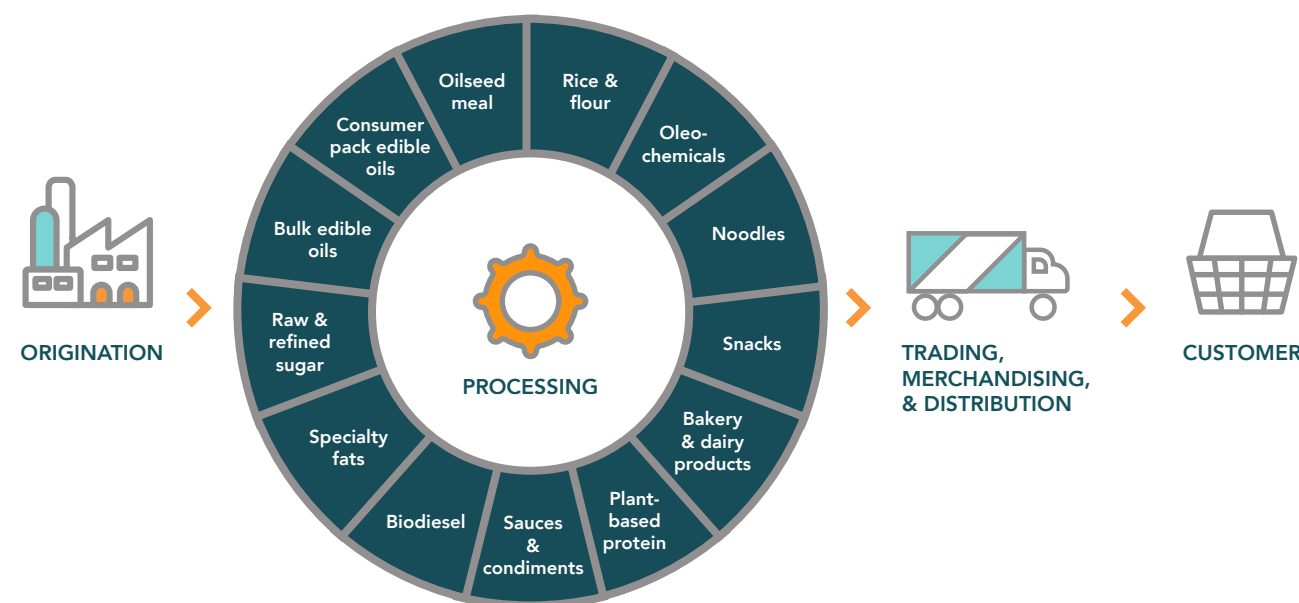 Oilseed
meal
Rice &
flour
Oleo-
chemicals
Noodles
Snacks
Bakery
& dairy
products
Plant-
based
protein
Sauces
&
condiments
Biodiesel
Specialty
fats
Raw &
refined
sugar
Bulk edible
oils
Consumer
pack edible
oils
PROCESSING
ORIGINATION
TRADING,
MERCHANDISING,
& DISTRIBUTION
CUSTOMER